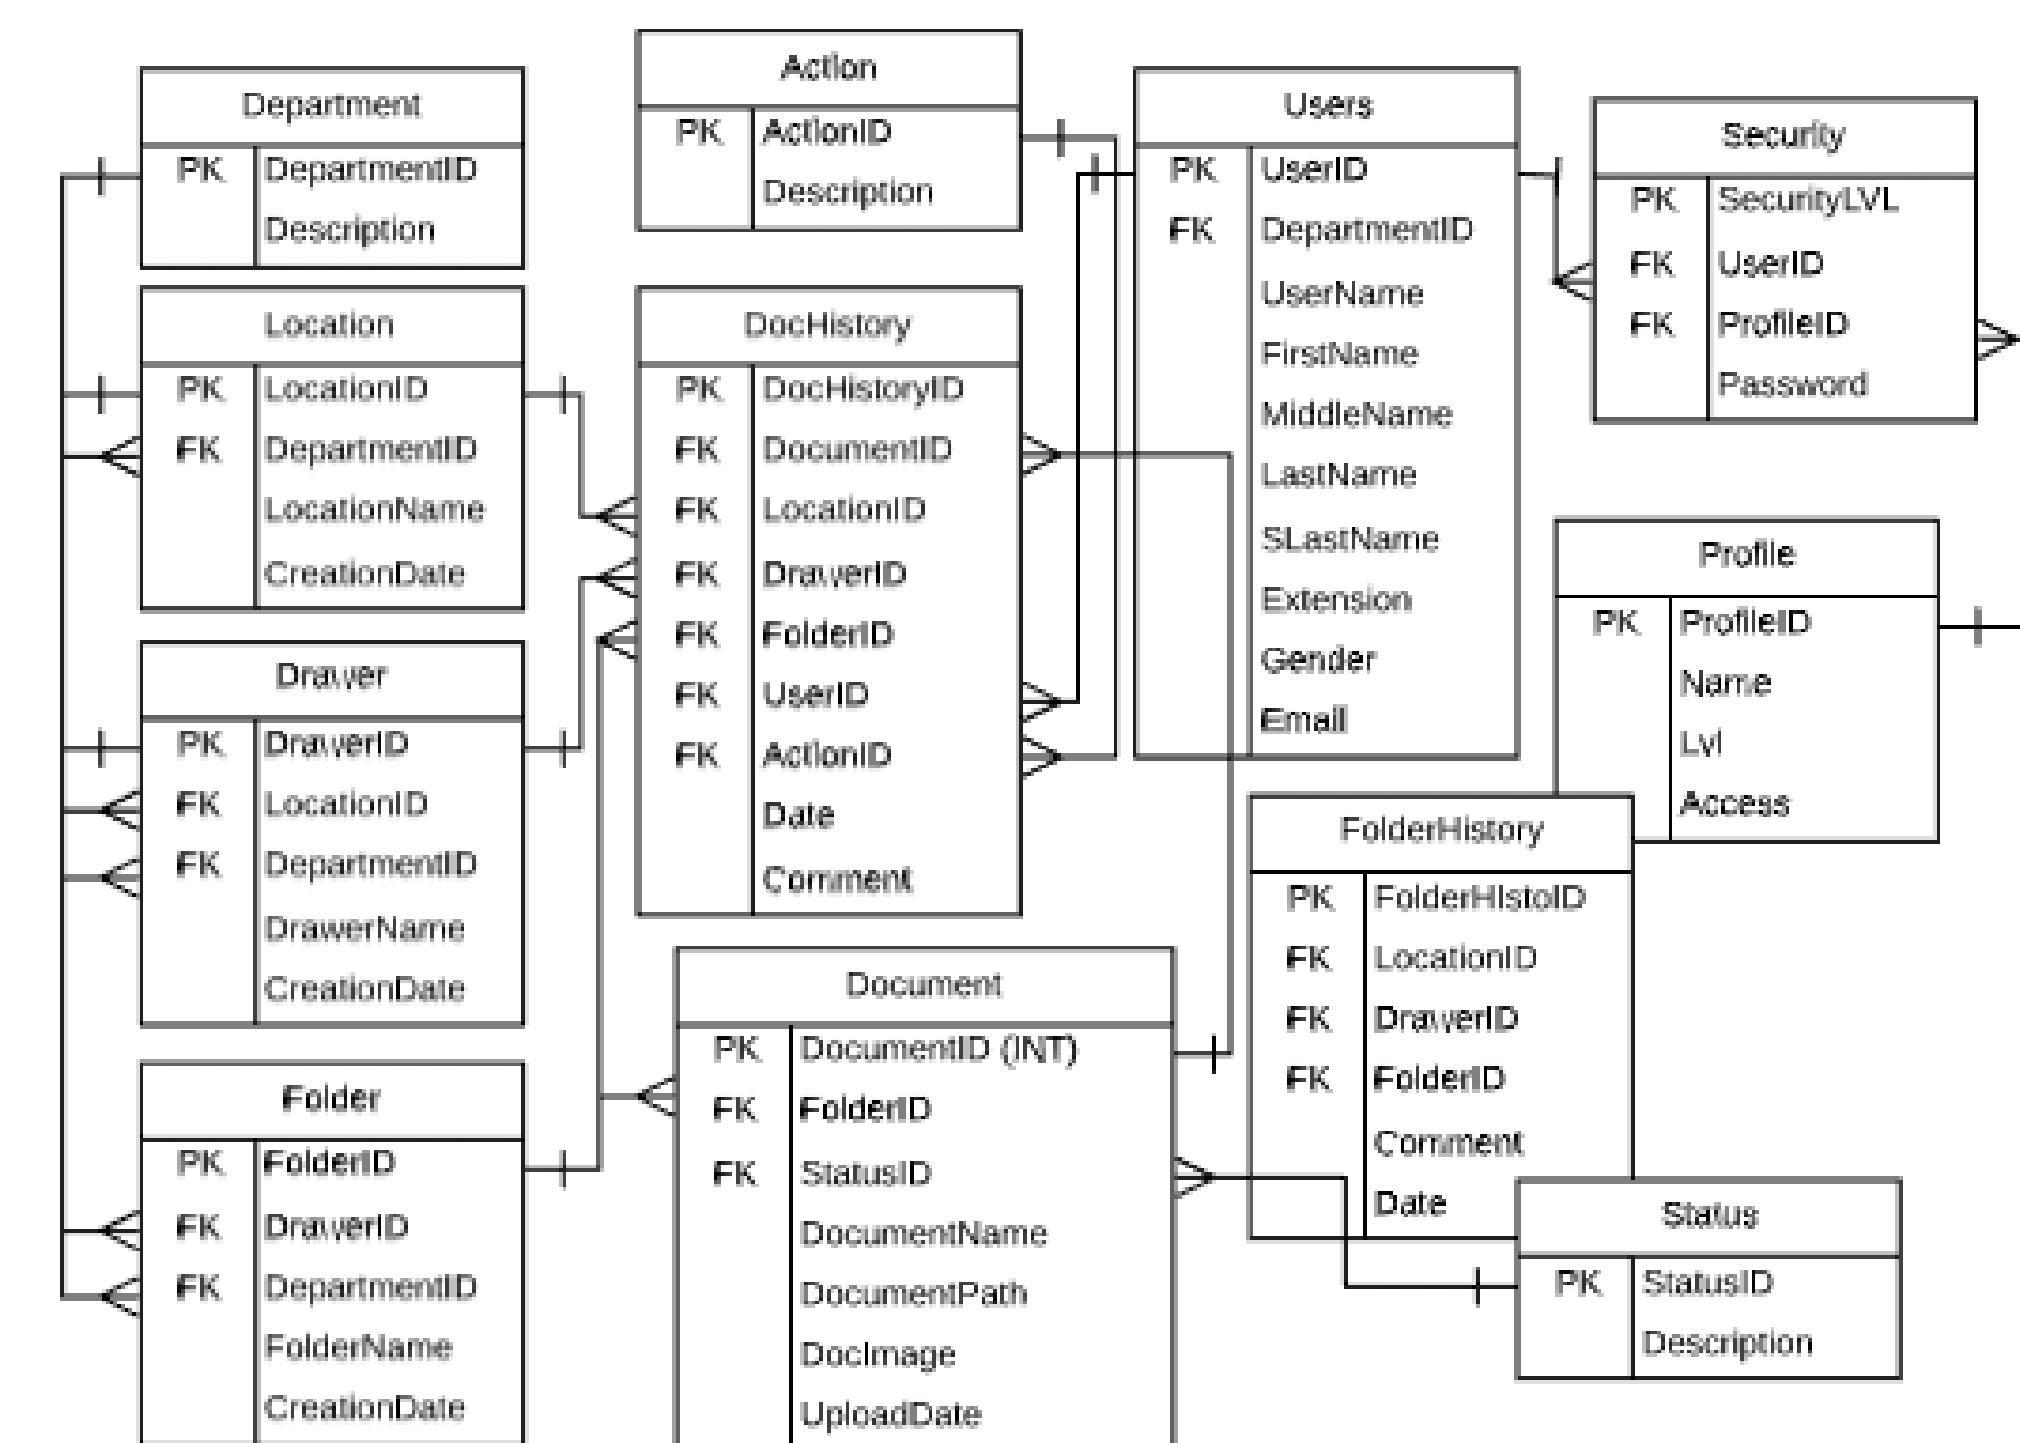 Department
PK DepartmentID
Description
Location
PK LocationID
FK DepartmentID
LocationName
CreationDate
Drawer
PK DrawerID
FK LocationID
FK DepartmentID
DrawerName
CreationDate
Folder
PK FolderID
FK DrawerID
FK DepartmentID
FolderName
CreationDate
Action
PK ActionID
Description
DocHistory
PK DocHistoryID
FK DocumentID
FK LocationID
FK DrawerID
FK FolderID
FK UserID
FK ActionID
Date
Comment
Document
PK DocumentID (INT)
FK FolderID
FK StatusID
DocumentName
DocumentPath
DocImage
UploadDate
Users
PK UserID
FK DepartmentID
UserName
FirstName
MiddleName
LastName
SLastName
Extension
Gender
Email
Security
PK SecurityLVL
FK UserID
FK ProfileID
Password
Profile
PK ProfileID
Name
Lvl
Access
FolderHistory
PK FolderHistoID
FK LocationID
FK DrawerID
FK FolderID
Comment
Date
Status
PK StatusID
Description